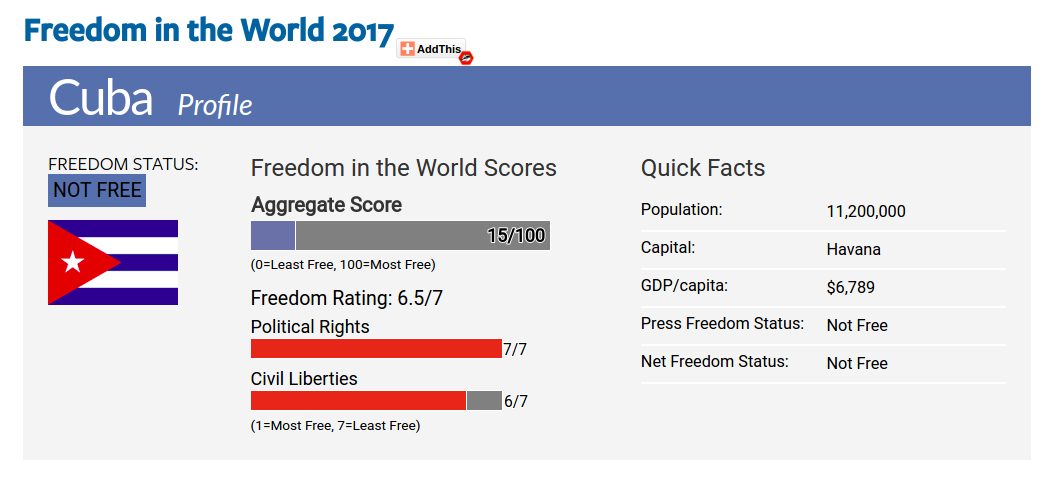 Freedom in the World 2017
AddThis
Cuba Profile
FREEDOM STATUS:
NOT FREE
Freedom in the World Scores
Aggregate Score
15/100
(0=Least Free, 100=Most Free)
Freedom Rating: 6.5/7
Political Rights
7/7
Civil Liberties
6/7
(1=Most Free, 7=Least Free)
Quick Facts
Population: 11,200,000
Capital: Havana
GDP/capita: $6,789
Press Freedom Status: Not Free
Net Freedom Status: Not Free